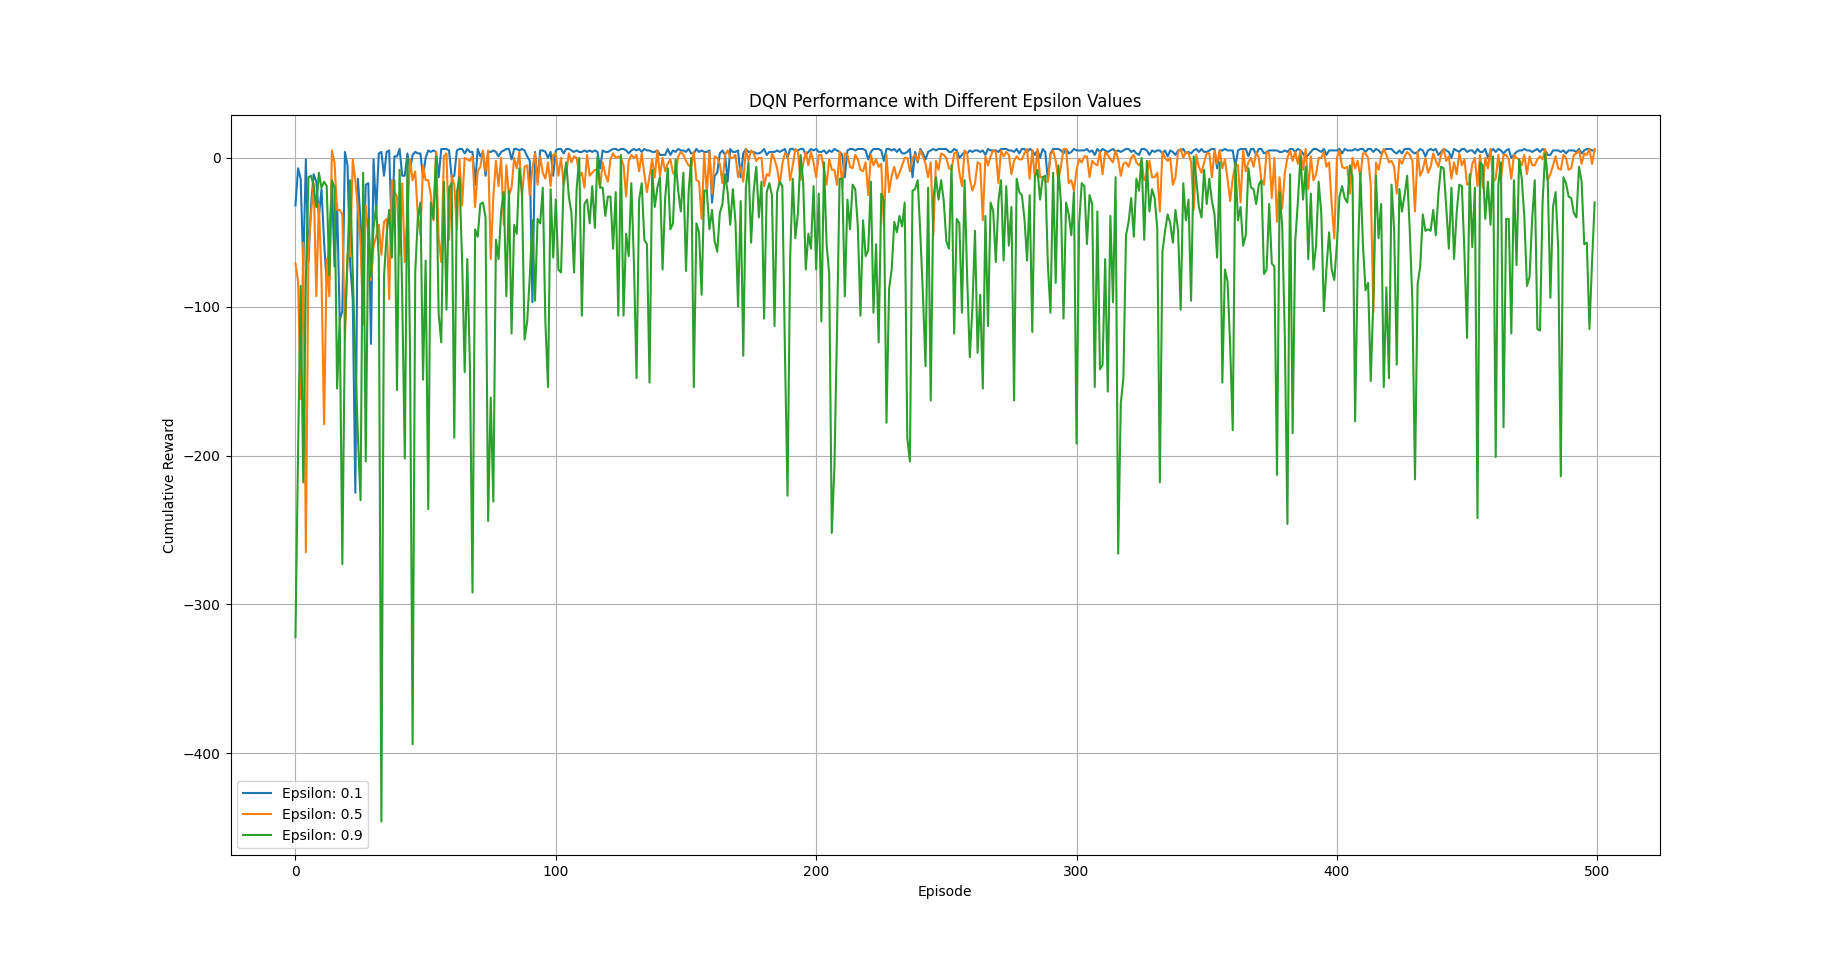 DQN Performance with Different Epsilon Values
Cumulative Reward
0
−100
−200
−300
−400
Epsilon: 0.1
Epsilon: 0.5
Epsilon: 0.9
0
100
200
300
400
500
Episode